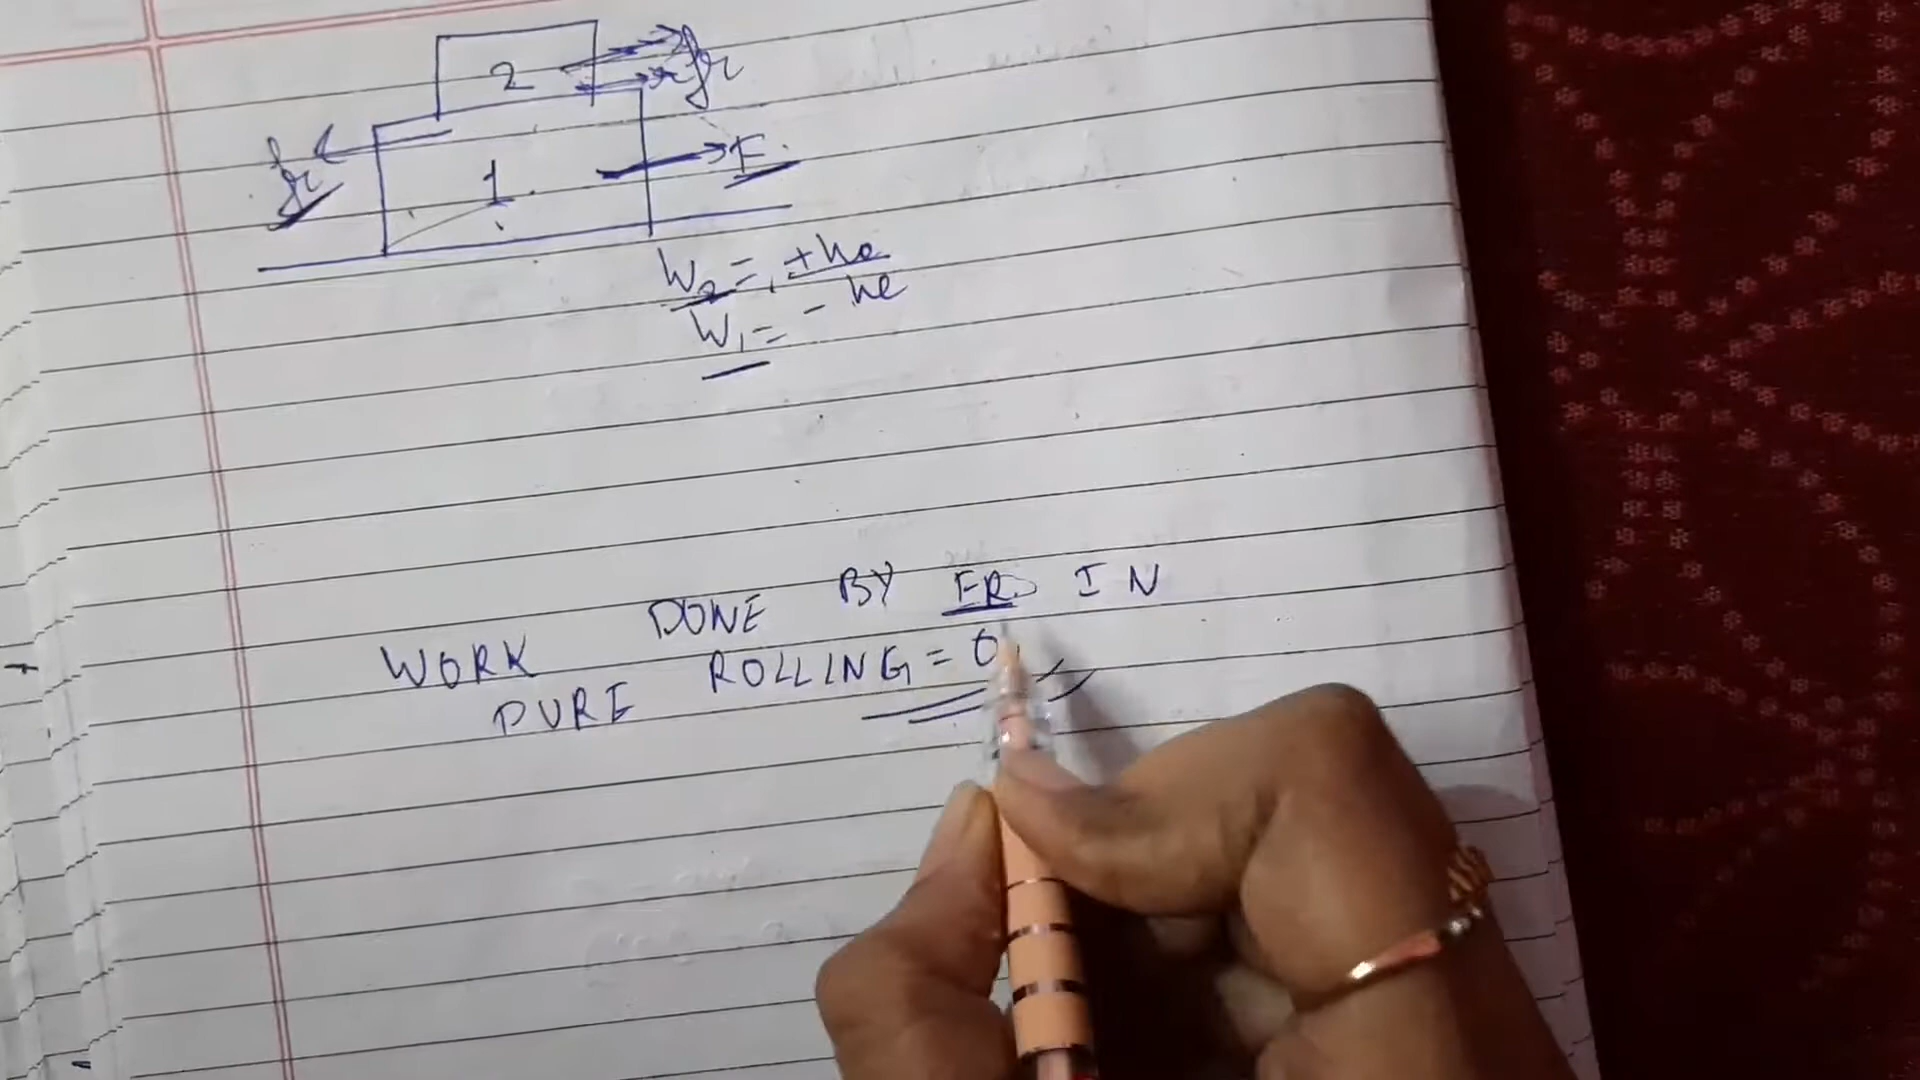 2 fr
fr 1 F.
W2 = +ve
W1 = -ve
WORK DONE BY FR IN
PURE ROLLING = 0